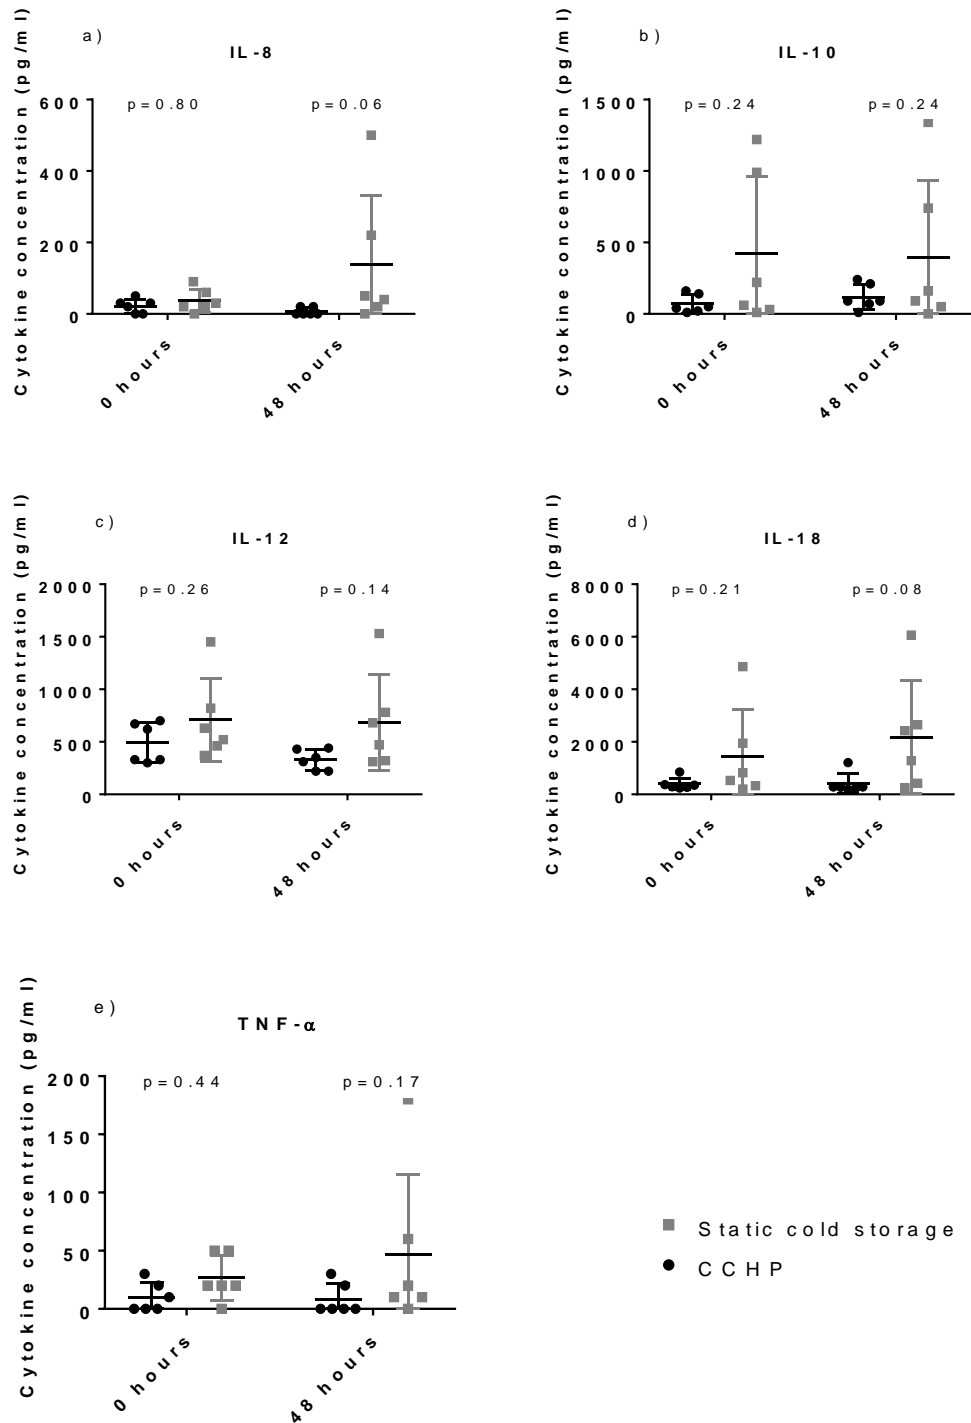 a)
IL-8
Cytokine concentration (pg/ml)
600
400
200
0
p=0.80
p=0.06
0 hours
48 hours
b)
IL-10
Cytokine concentration (pg/ml)
1500
1000
500
0
p=0.24
p=0.24
0 hours
48 hours
c)
IL-12
Cytokine concentration (pg/ml)
2000
1500
1000
500
0
p=0.26
p=0.14
0 hours
48 hours
d)
IL-18
Cytokine concentration (pg/ml)
8000
6000
4000
2000
0
p=0.21
p=0.08
0 hours
48 hours
e)
TNF-α
Cytokine concentration (pg/ml)
200
150
100
50
0
p=0.44
p=0.17
0 hours
48 hours
Static cold storage
CCHP